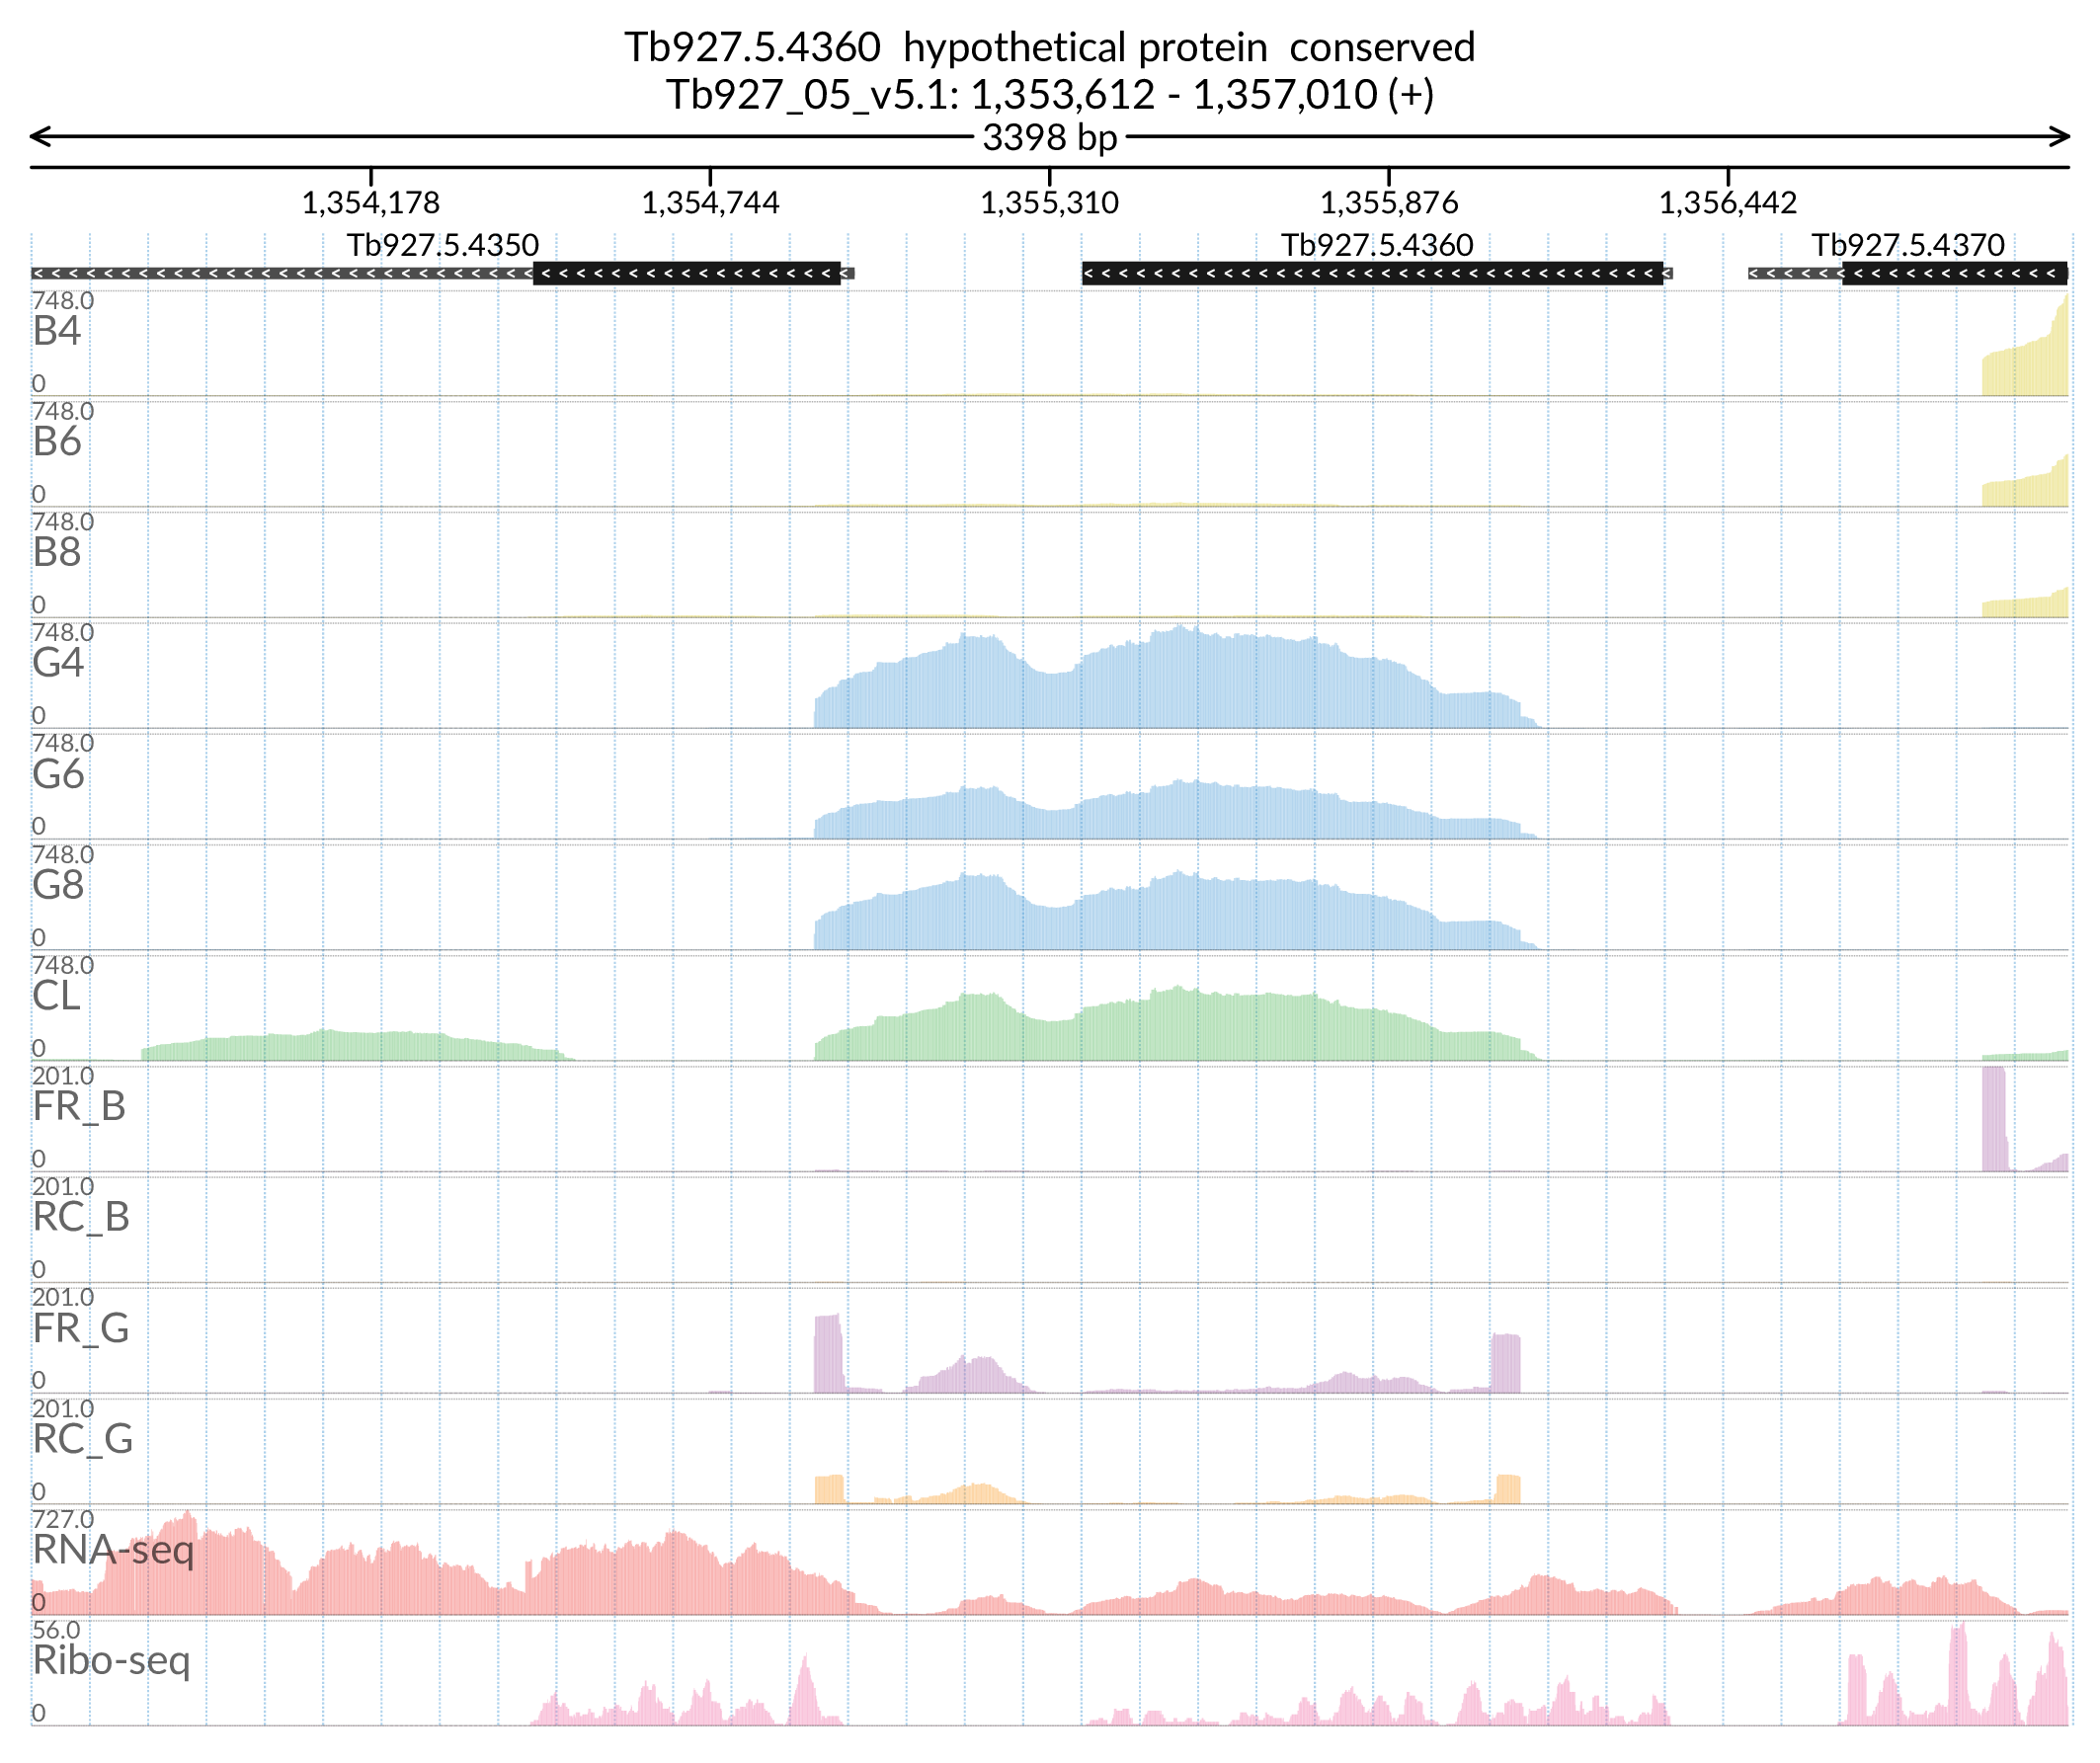 Tb927.5.4360 hypothetical protein conserved
Tb927_05_v5.1: 1,353,612 - 1,357,010 (+)
3398 bp
1,354,178 1,354,744 1,355,310 1,355,876 1,356,442
Tb927.5.4350 Tb927.5.4360 Tb927.5.4370
748.0
B4
0
748.0
B6
0
748.0
B8
0
748.0
G4
0
748.0
G6
0
748.0
G8
0
748.0
CL
0
201.0
FR_B
0
201.0
RC_B
0
201.0
FR_G
0
201.0
RC_G
0
727.0
RNA-seq
0
56.0
Ribo-seq
0